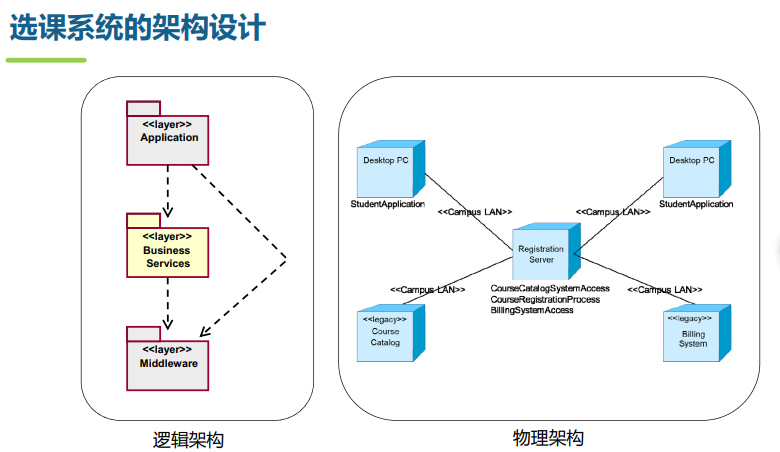 选课系统的架构设计
<<layer>>
Application
<<layer>>
Business
Services
<<layer>>
Middleware
逻辑架构
Desktop PC
StudentApplication
Desktop PC
StudentApplication
<<Campus LAN>>
<<Campus LAN>>
Registration
Server
CourseCatalogSystemAccess
CourseRegistrationProcess
BillingSystemAccess
<<Campus LAN>>
<<Campus LAN>>
<<legacy>>
Course
Catalog
<<legacy>>
Billing
System
物理架构